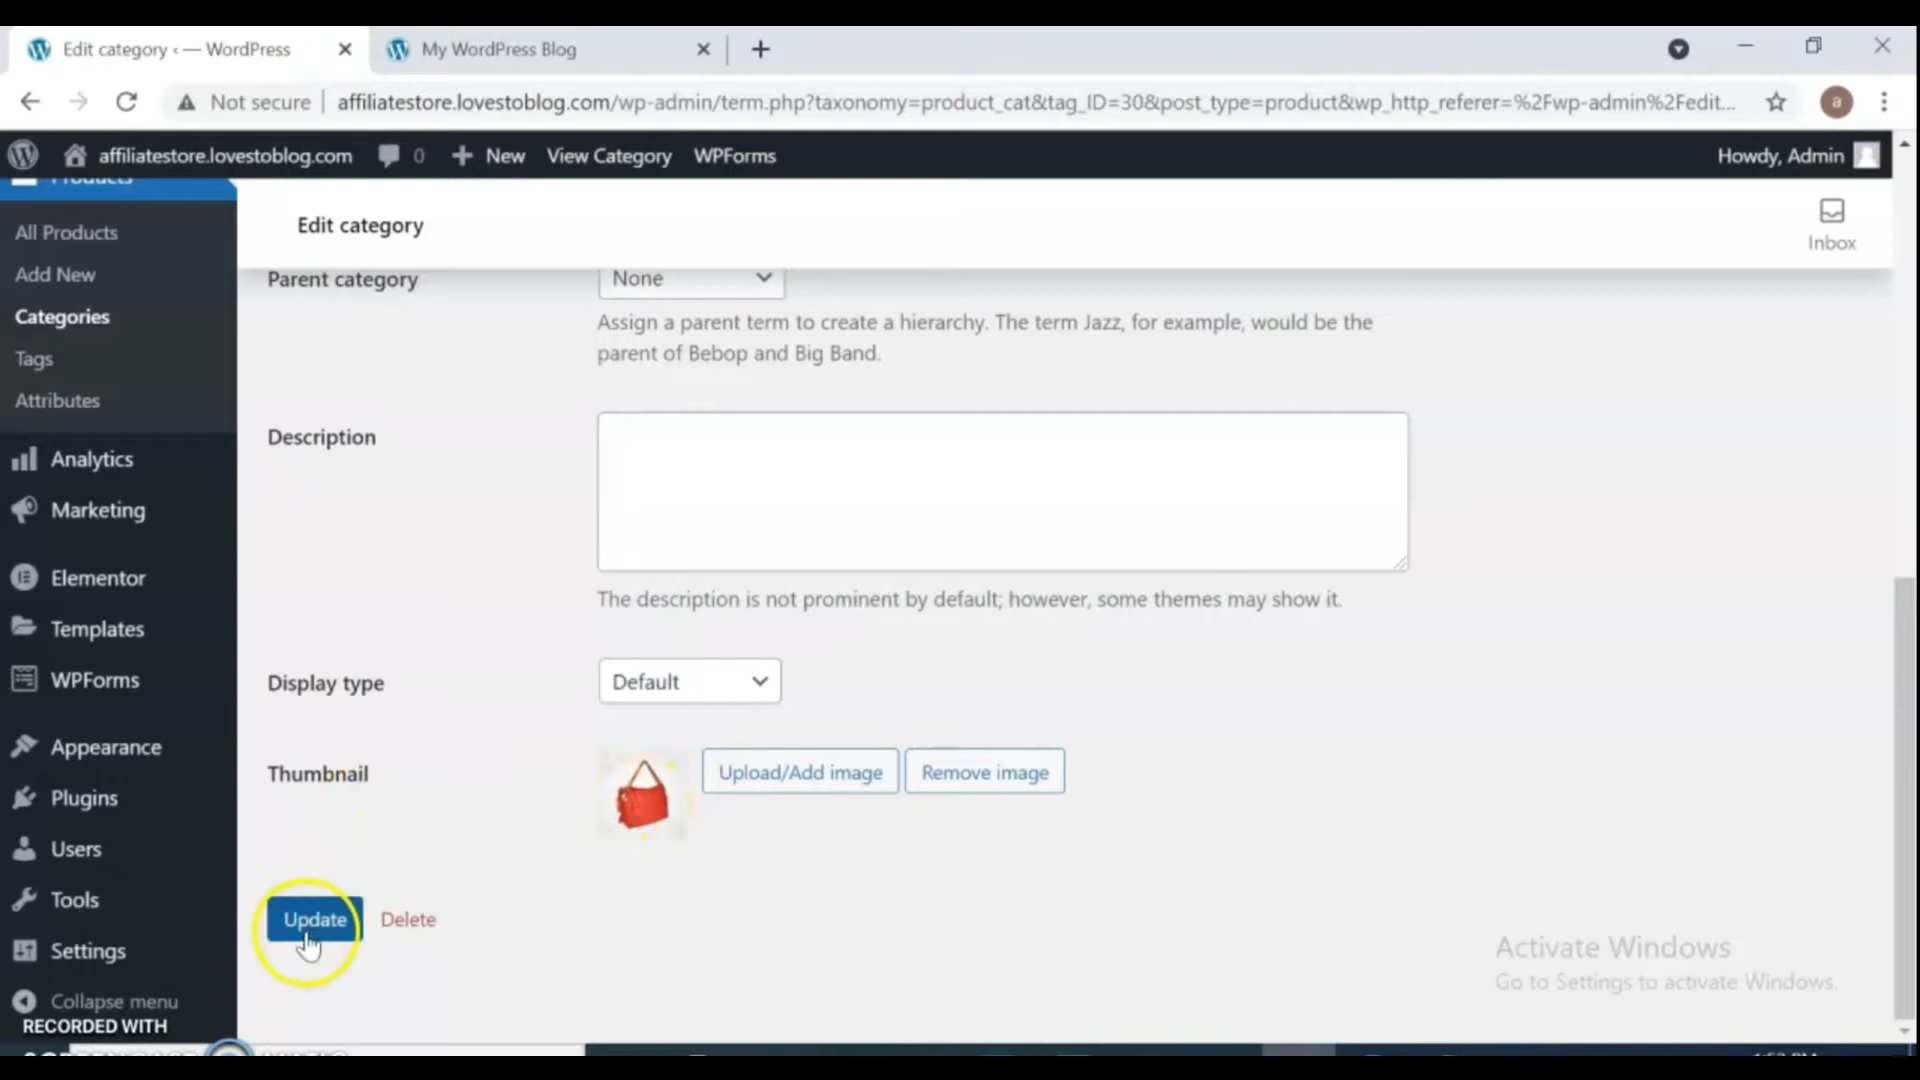 Edit category ‹ — WordPress
My WordPress Blog
Not secure
affiliatestore.lovestoblog.com/wp-admin/term.php?taxonomy=product_cat&tag_ID=30&post_type=product&wp_http_referer=%2Fwp-admin%2Fedit...
a
affiliatestore.lovestoblog.com
0
New
View Category
WPForms
Howdy, Admin
Products
All Products
Add New
Categories
Tags
Attributes
Analytics
Marketing
Elementor
Templates
WPForms
Appearance
Plugins
Users
Tools
Settings
Collapse menu
Edit category
Inbox
Parent category
None
Assign a parent term to create a hierarchy. The term Jazz, for example, would be the
parent of Bebop and Big Band.
Description
The description is not prominent by default; however, some themes may show it.
Display type
Default
Thumbnail
Upload/Add image
Remove image
Update
Delete
Activate Windows
Go to Settings to activate Windows.
RECORDED WITH